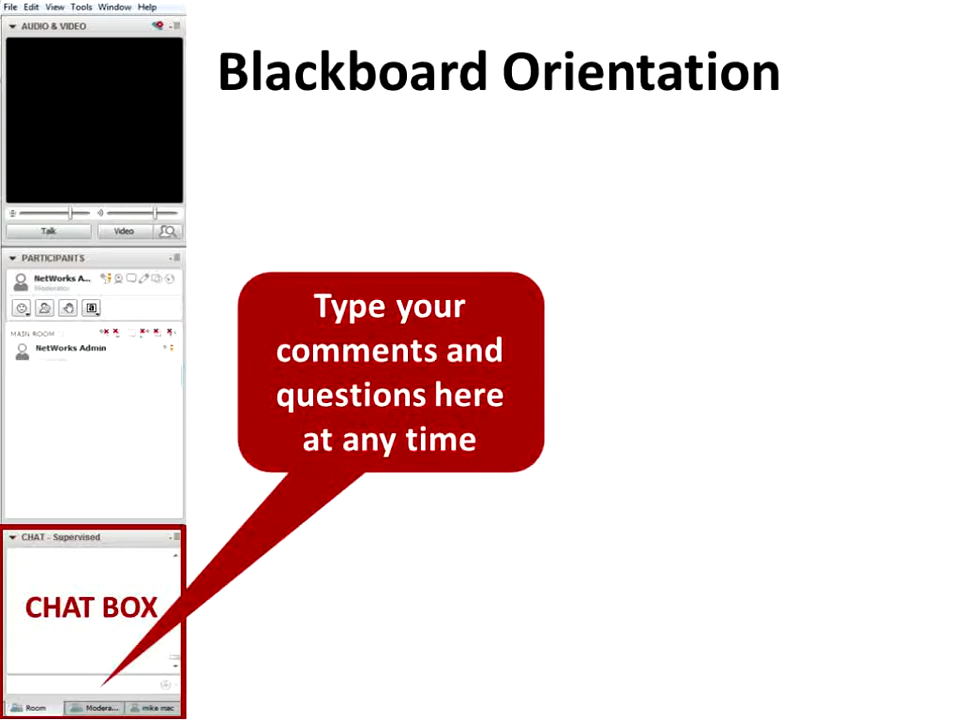 File Edit View Tools Window Help
AUDIO & VIDEO
Blackboard Orientation
Talk
Video
PARTICIPANTS
NetWorks A...
Moderator
MAIN ROOM
NetWorks Admin
Type your
comments and
questions here
at any time
CHAT - Supervised
CHAT BOX
Room
Modera...
mike mac